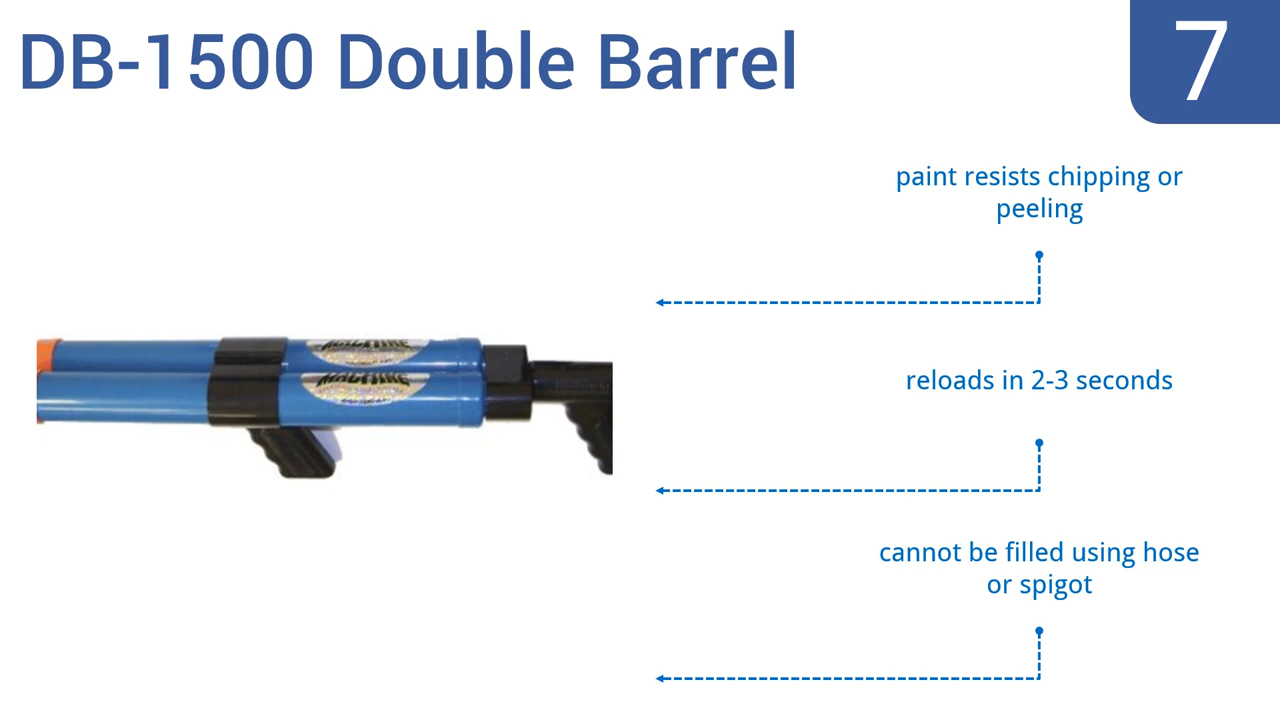 DB-1500 Double Barrel
7
paint resists chipping or
peeling
reloads in 2-3 seconds
cannot be filled using hose
or spigot